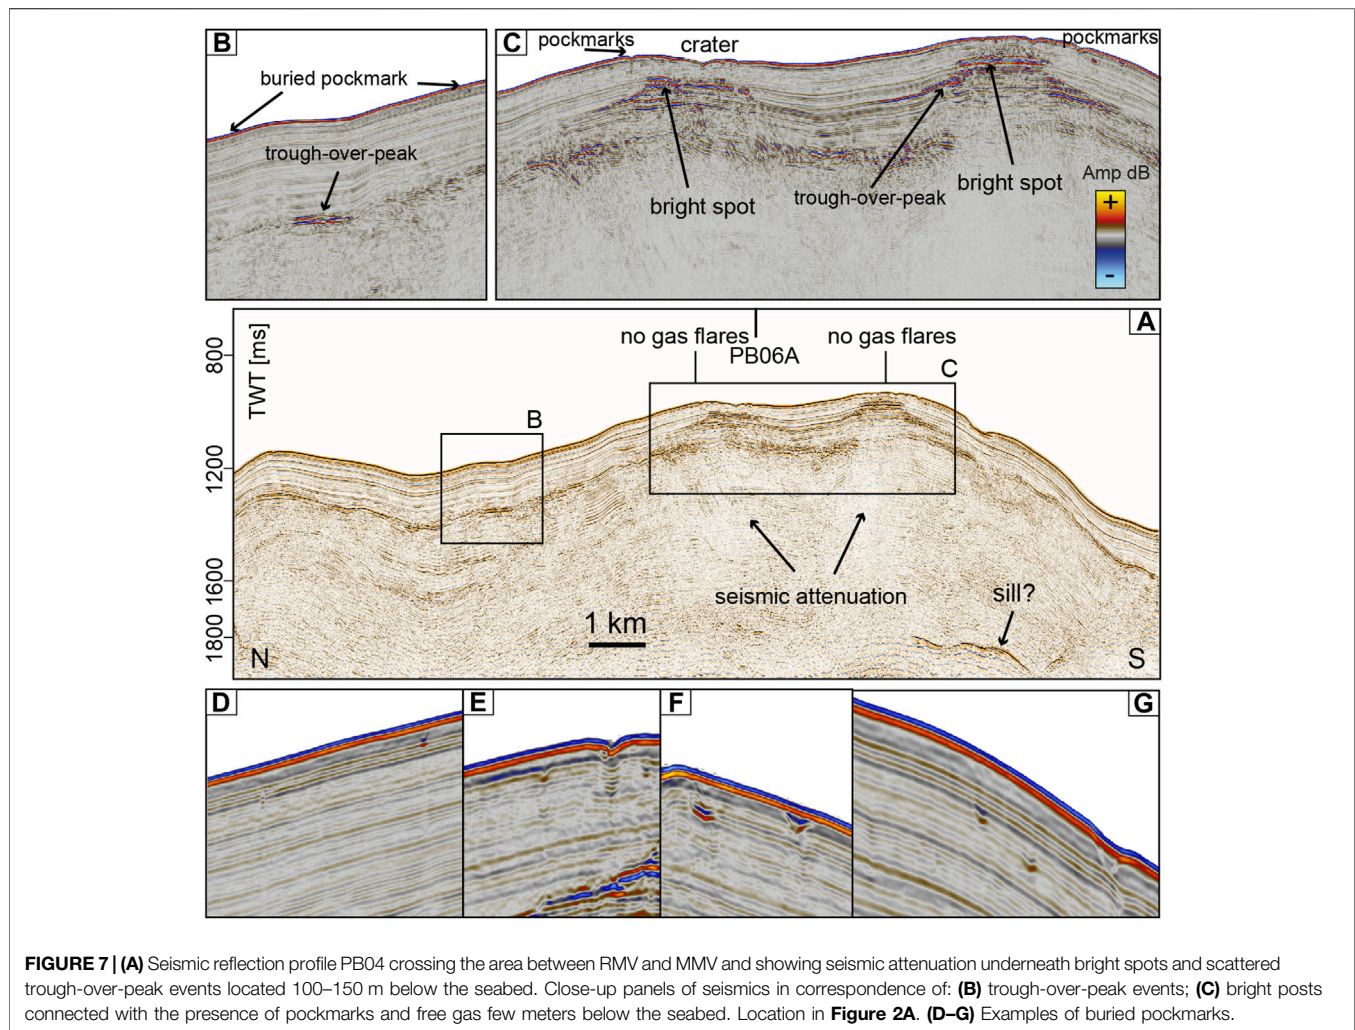 B
buried pockmark
trough-over-peak
C
pockmarks
crater
pockmarks
bright spot
trough-over-peak
bright spot
Amp dB
+
-
A
TWT [ms]
800
1200
1600
1800
no gas flares
PB06A
no gas flares
B
C
seismic attenuation
sill?
1 km
N
S
D
E
F
G
FIGURE 7 | (A) Seismic reflection profile PB04 crossing the area between RMV and MMV and showing seismic attenuation underneath bright spots and scattered
trough-over-peak events located 100–150 m below the seabed. Close-up panels of seismics in correspondence of: (B) trough-over-peak events; (C) bright posts
connected with the presence of pockmarks and free gas few meters below the seabed. Location in Figure 2A. (D–G) Examples of buried pockmarks.